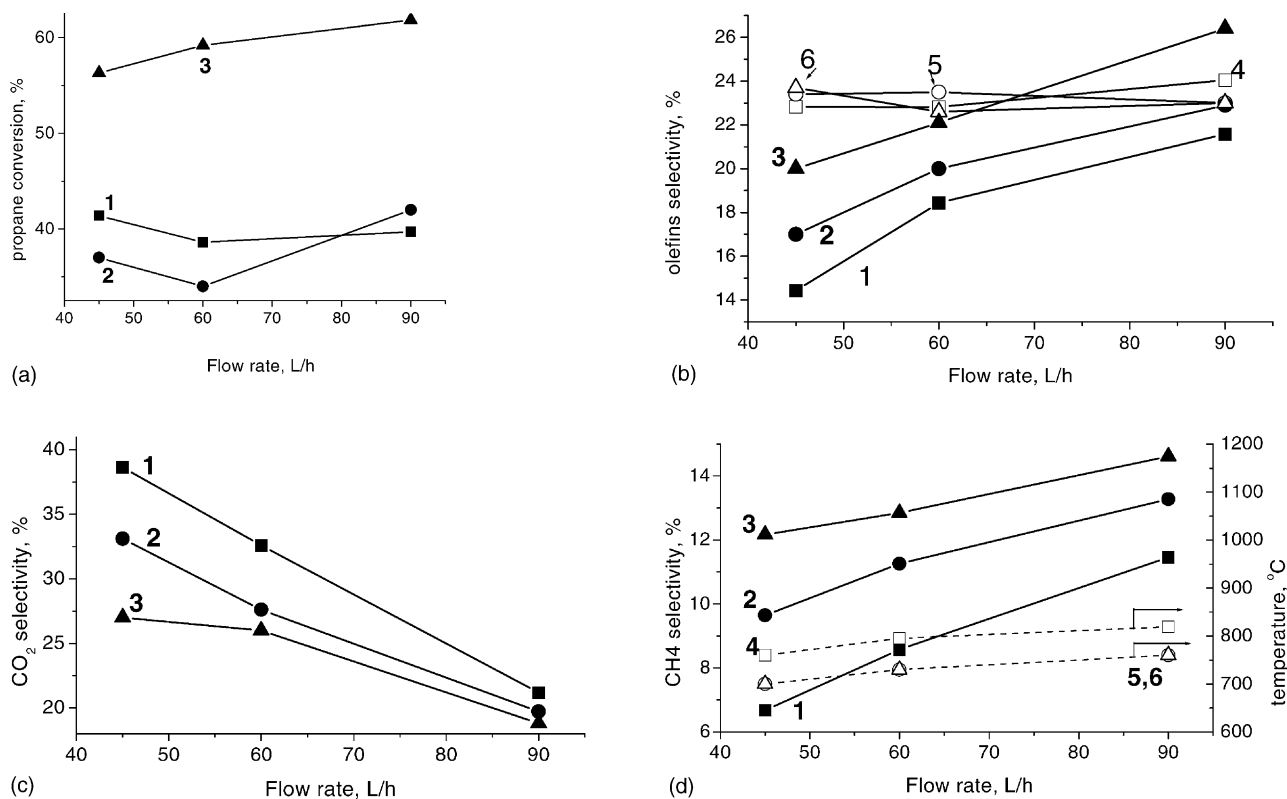 propane conversion, %
60
50
40
3
1
2
40 50 60 70 80 90
Flow rate, L/h
(a)
olefins selectivity, %
26
24
22
20
18
16
14
6
5
4
3
2
1
40 50 60 70 80 90
Flow rate, L/h
(b)
CO2 selectivity, %
40
35
30
25
20
1
2
3
40 50 60 70 80 90
Flow rate, L/h
(c)
CH4 selectivity, %
14
12
10
8
6
3
2
4
1
5,6
1200
1100
1000
900
800
700
600
temperature, °C
40 50 60 70 80 90
Flow rate, L/h
(d)